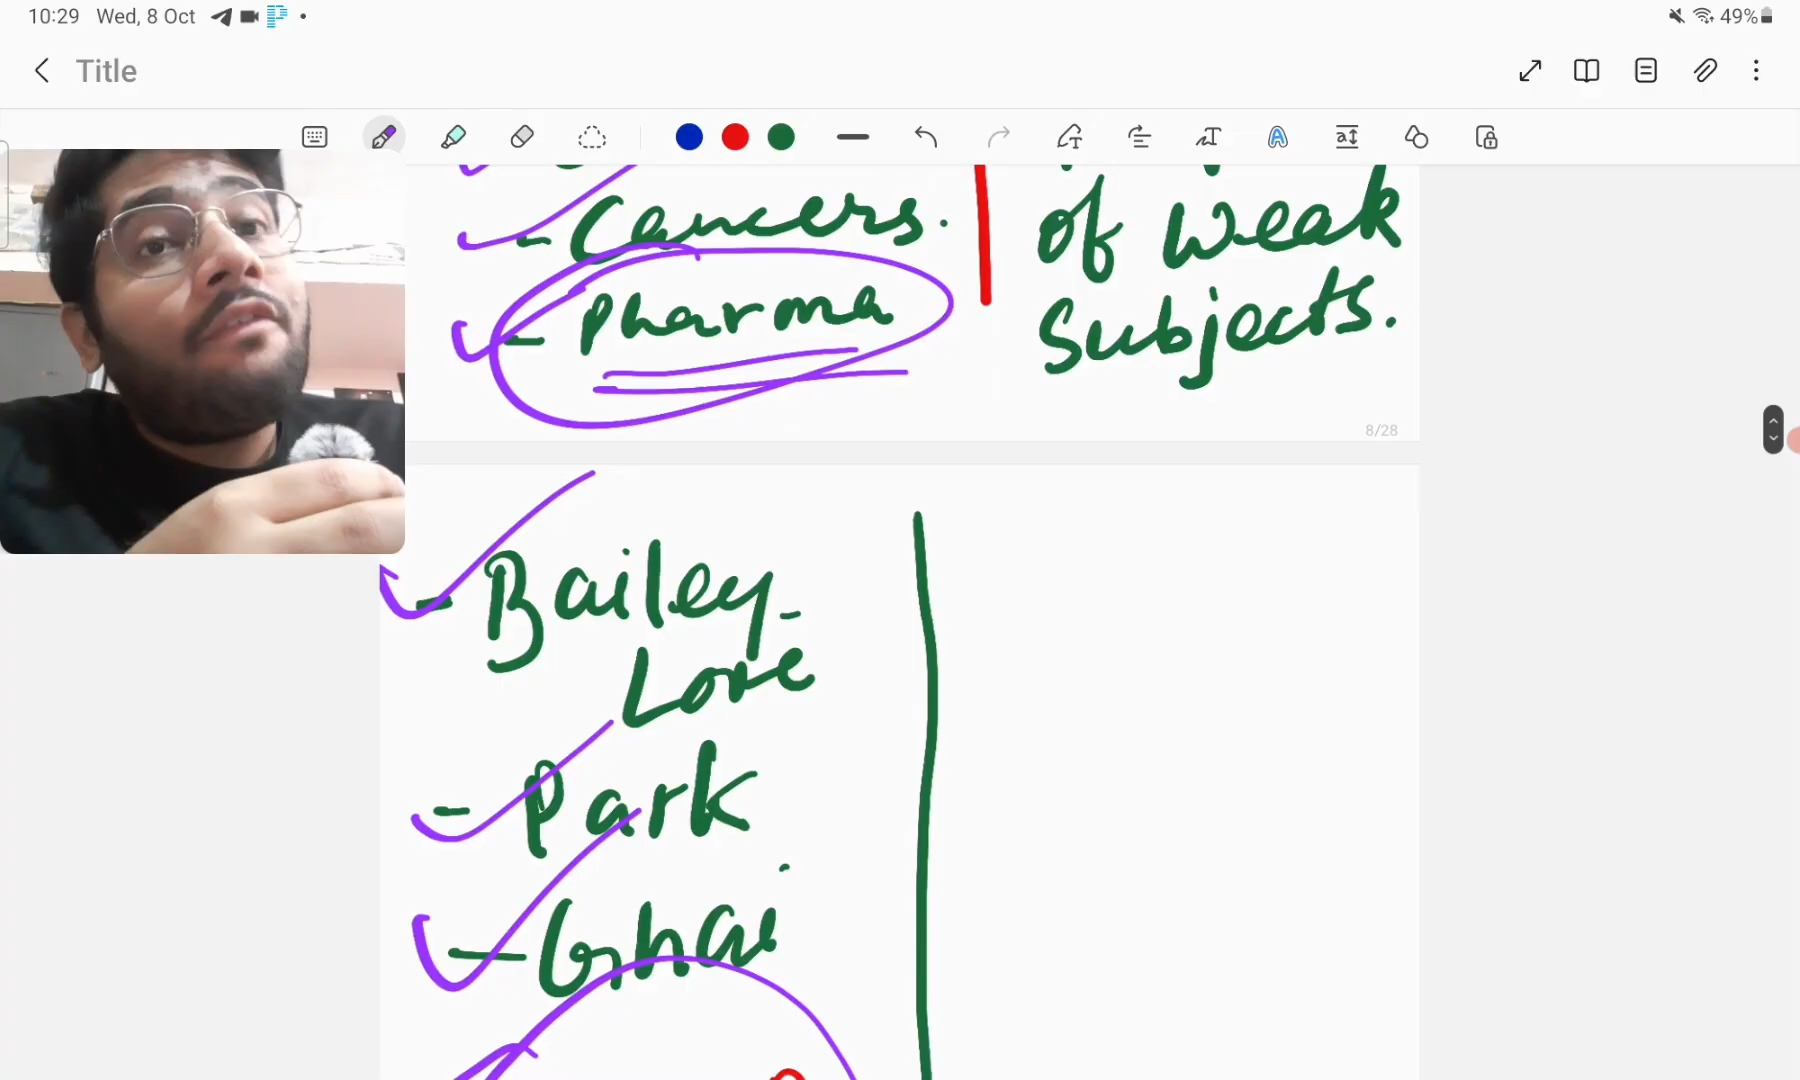 10:29 Wed, 8 Oct
49%
Title
- Cancers.
- Pharma
of Weak
Subjects.
8/28
- Bailey-
Love
- Park
- Ghai